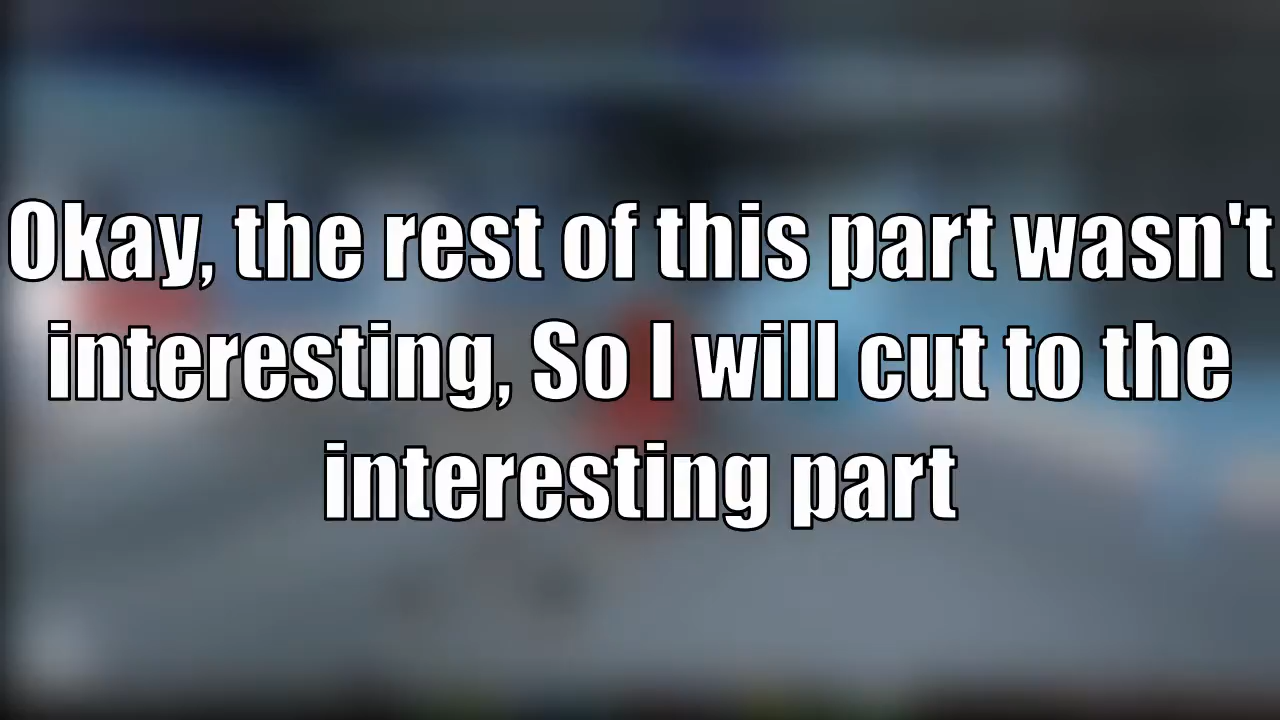 Okay, the rest of this part wasn't
interesting, So I will cut to the
interesting part